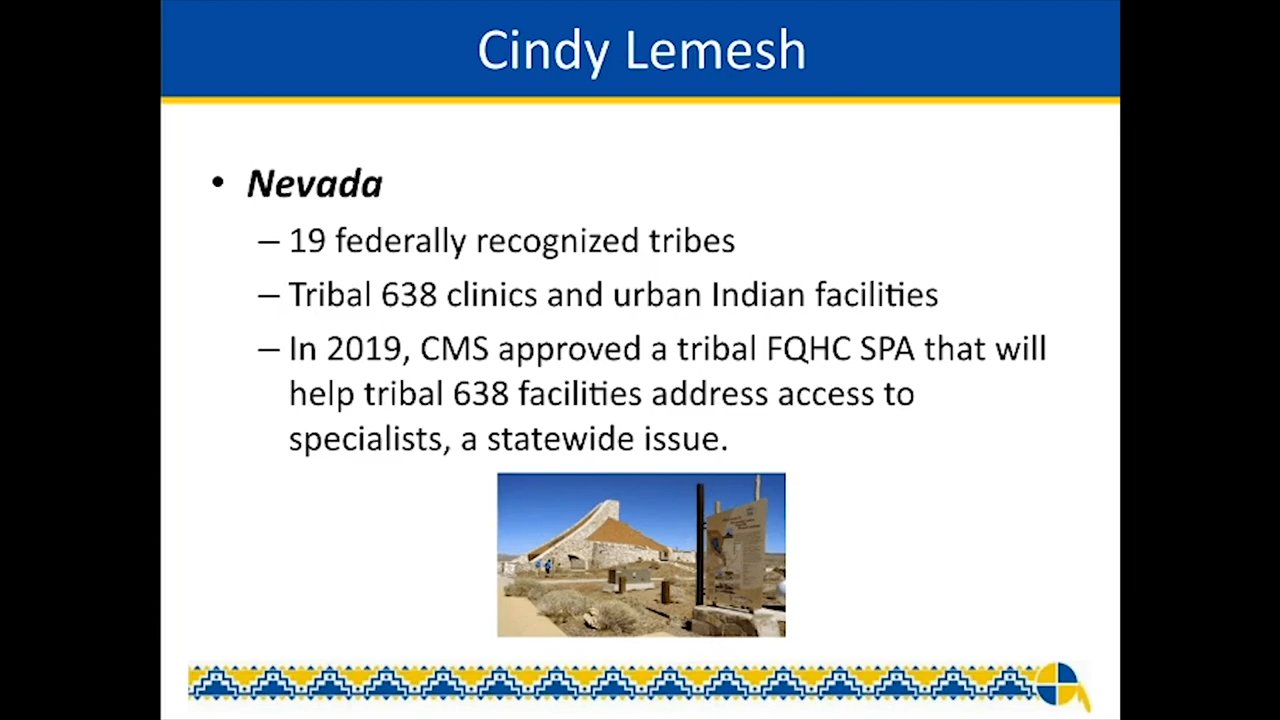 Cindy Lemesh
• Nevada
– 19 federally recognized tribes
– Tribal 638 clinics and urban Indian facilities
– In 2019, CMS approved a tribal FQHC SPA that will
help tribal 638 facilities address access to
specialists, a statewide issue.